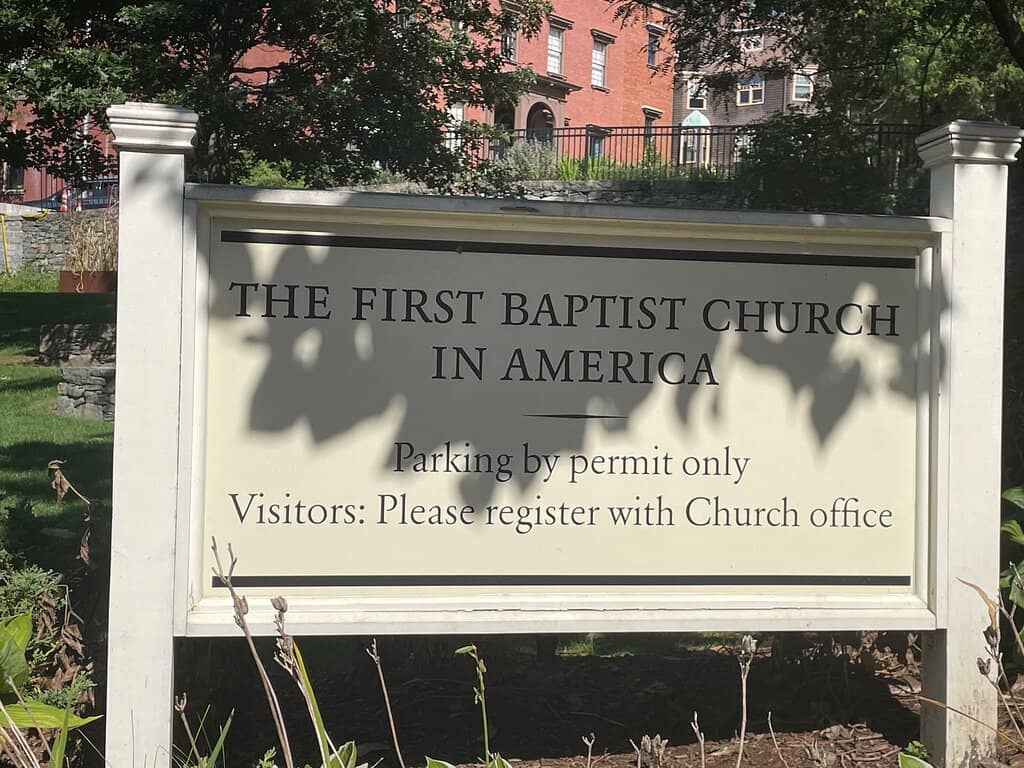 THE FIRST BAPTIST CHURCH
IN AMERICA
Parking by permit only
Visitors: Please register with Church office